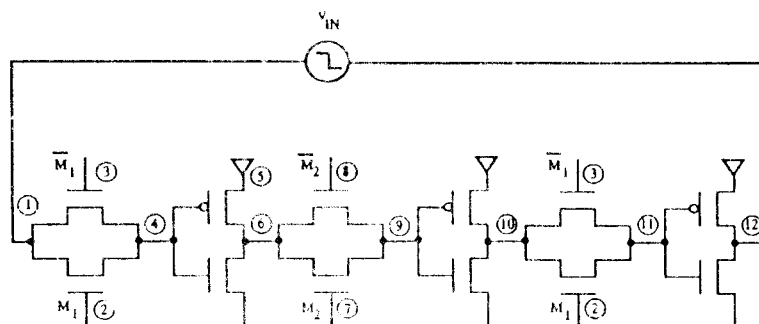 V IN
M̅1 ③ ⑤ M̅2 ⑧ M̅1 ③
① ④ ⑥ ⑨ ⑩ ⑪ ⑫
M1 ② M2 ⑦ M1 ②